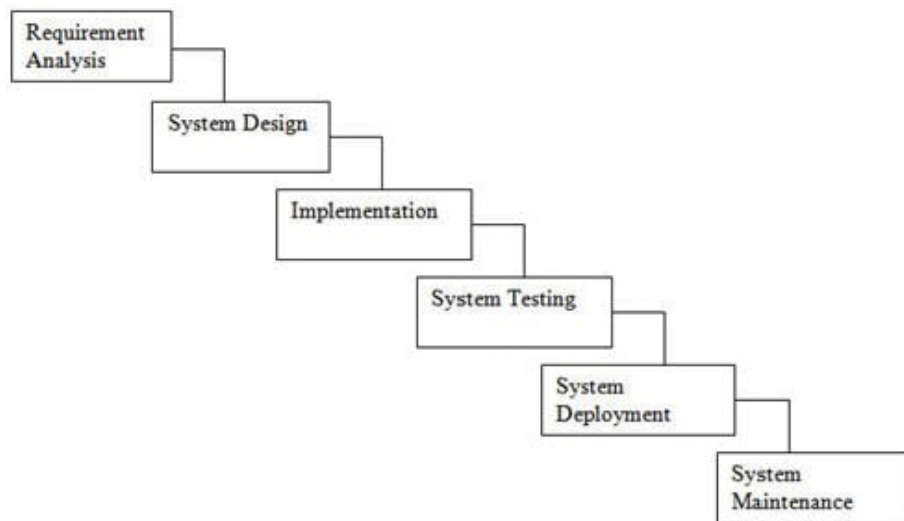 Requirement
Analysis
System Design
Implementation
System Testing
System
Deployment
System
Maintenance